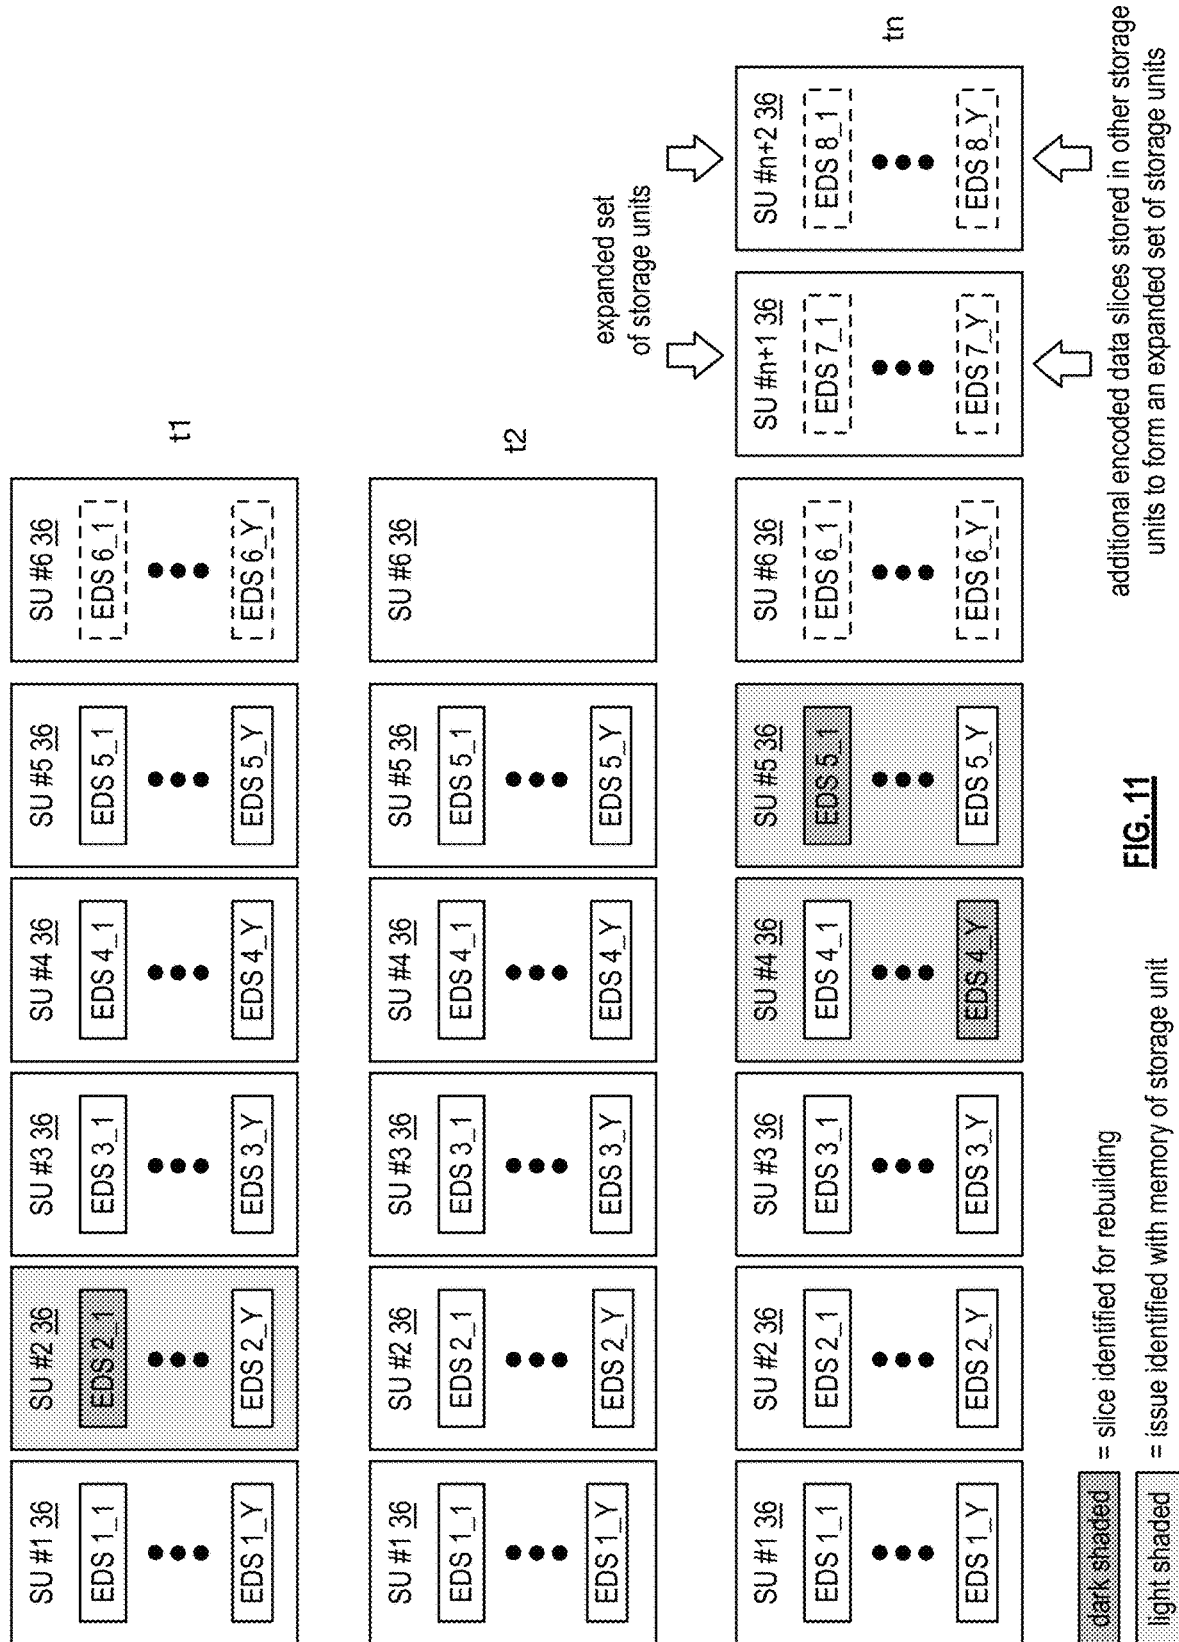 SU #1 36
EDS 1_1
EDS 1_Y
SU #2 36
EDS 2_1
EDS 2_Y
SU #3 36
EDS 3_1
EDS 3_Y
SU #4 36
EDS 4_1
EDS 4_Y
SU #5 36
EDS 5_1
EDS 5_Y
SU #6 36
EDS 6_1
EDS 6_Y
t1
SU #1 36
EDS 1_1
EDS 1_Y
SU #2 36
EDS 2_1
EDS 2_Y
SU #3 36
EDS 3_1
EDS 3_Y
SU #4 36
EDS 4_1
EDS 4_Y
SU #5 36
EDS 5_1
EDS 5_Y
SU #6 36
t2
expanded set
of storage units
SU #1 36
EDS 1_1
EDS 1_Y
SU #2 36
EDS 2_1
EDS 2_Y
SU #3 36
EDS 3_1
EDS 3_Y
SU #4 36
EDS 4_1
EDS 4_Y
SU #5 36
EDS 5_1
EDS 5_Y
SU #6 36
EDS 6_1
EDS 6_Y
SU #n+1 36
EDS 7_1
EDS 7_Y
SU #n+2 36
EDS 8_1
EDS 8_Y
tn
additional encoded data slices stored in other storage
units to form an expanded set of storage units
dark shaded = slice identified for rebuilding
light shaded = issue identified with memory of storage unit
FIG. 11